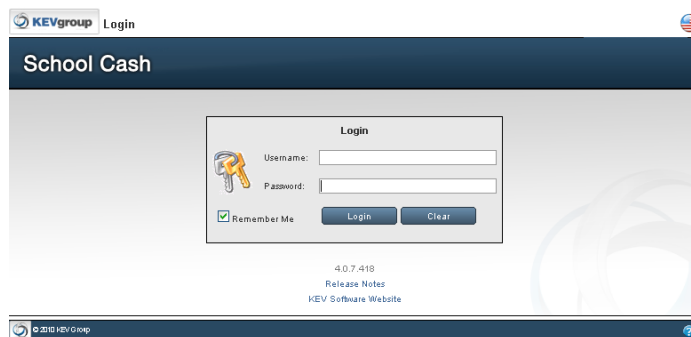 KEVgroup Login
School Cash
Login
Username:
Password:
Remember Me Login Clear
4.0.7.418
Release Notes
KEV Software Website
© 2010 KEV Group